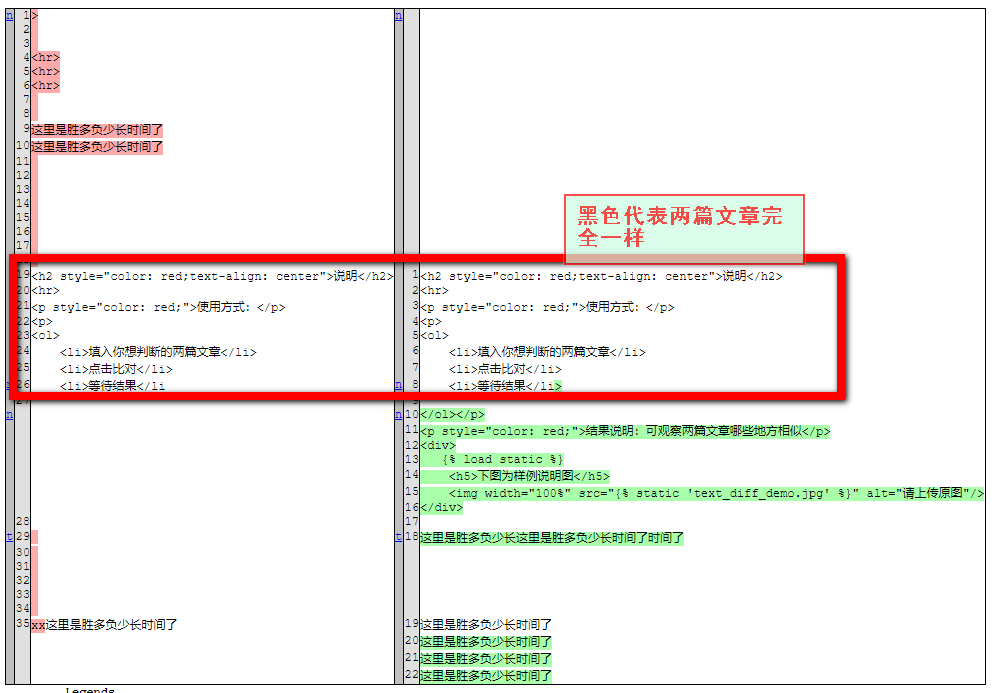 n 1 > n
2
3
4 <hr>
5 <hr>
6 <hr>
7
8
9 这里是胜多负少长时间了
10 这里是胜多负少长时间了
11
12
13
14
15
16
17
黑色代表两篇文章完
全一样
19 <h2 style="color: red;text-align: center">说明</h2> 1 <h2 style="color: red;text-align: center">说明</h2>
20 <hr> 2 <hr>
21 <p style="color: red;">使用方式：</p> 3 <p style="color: red;">使用方式：</p>
22 <p> 4 <p>
23 <ol> 5 <ol>
24 <li>填入你想判断的两篇文章</li> 6 <li>填入你想判断的两篇文章</li>
25 <li>点击比对</li> 7 <li>点击比对</li>
26 <li>等待结果</li n 8 <li>等待结果</li>
27 9
n n 10 </ol></p>
11 <p style="color: red;">结果说明：可观察两篇文章哪些地方相似</p>
12 <div>
13 {% load static %}
14 <h5>下图为样例说明图</h5>
15 <img width="100%" src="{% static 'text_diff_demo.jpg' %}" alt="请上传原图"/>
16 </div>
28 17
t 29 t 18 这里是胜多负少长这里是胜多负少长时间了时间了
30
31
32
33
34
35 xx这里是胜多负少长时间了 19 这里是胜多负少长时间了
20 这里是胜多负少长时间了
21 这里是胜多负少长时间了
22 这里是胜多负少长时间了
Legends